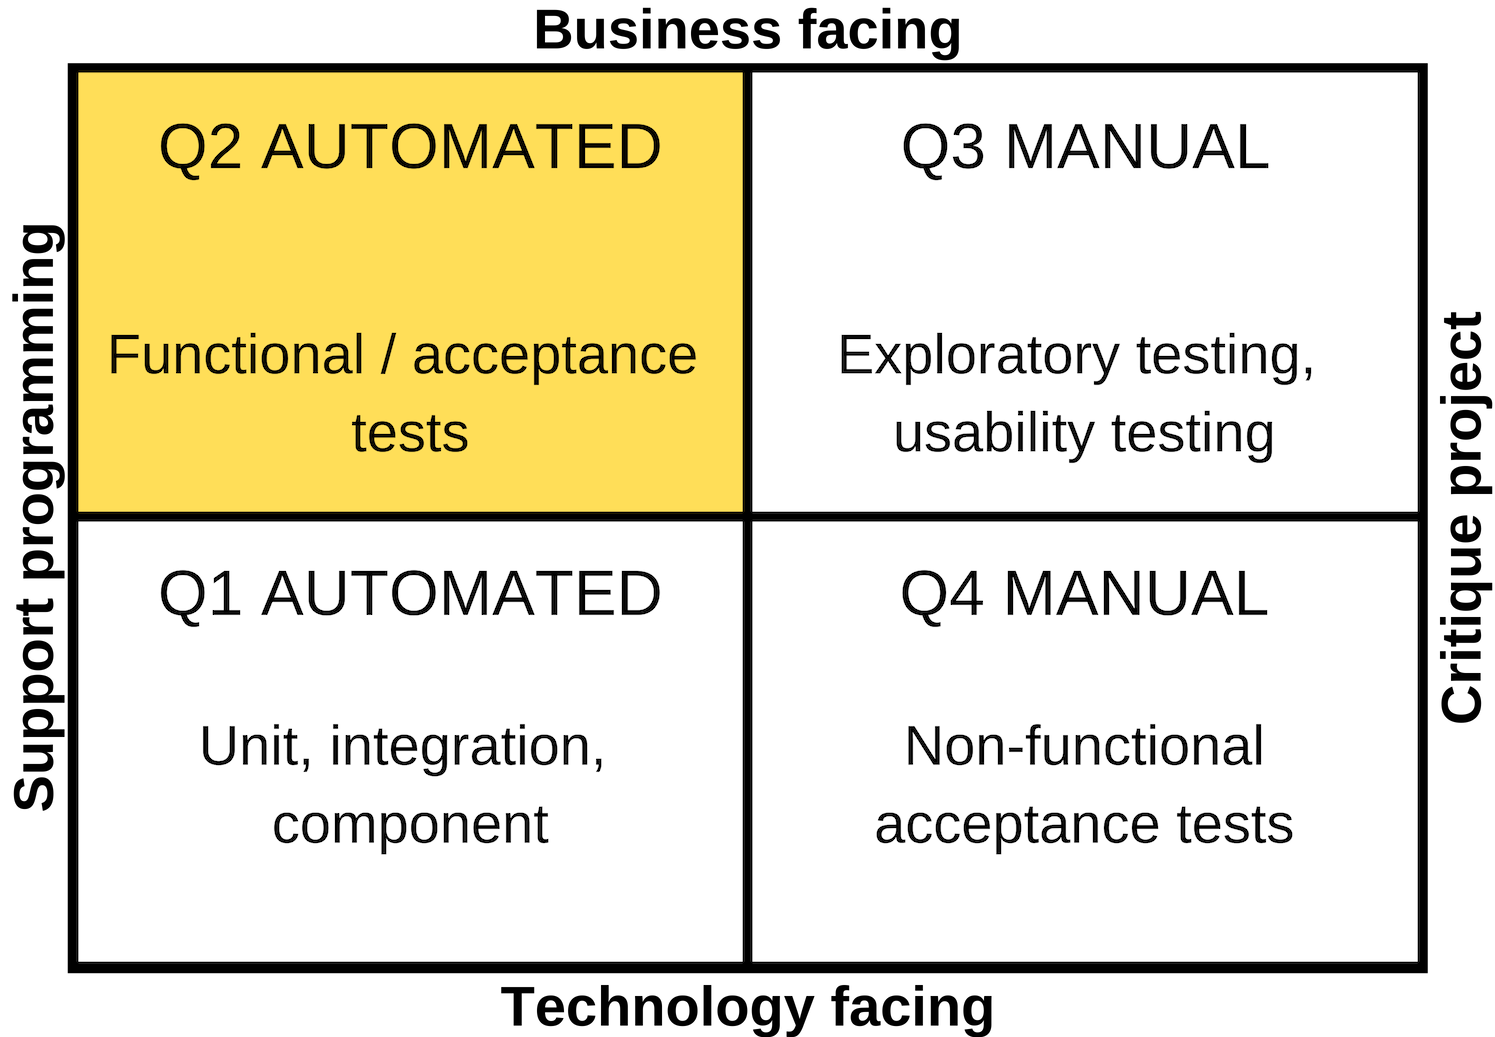 Business facing
Support programming
Q2 AUTOMATED
Functional / acceptance
tests
Q3 MANUAL
Exploratory testing,
usability testing
Q1 AUTOMATED
Unit, integration,
component
Q4 MANUAL
Non-functional
acceptance tests
Critique project
Technology facing